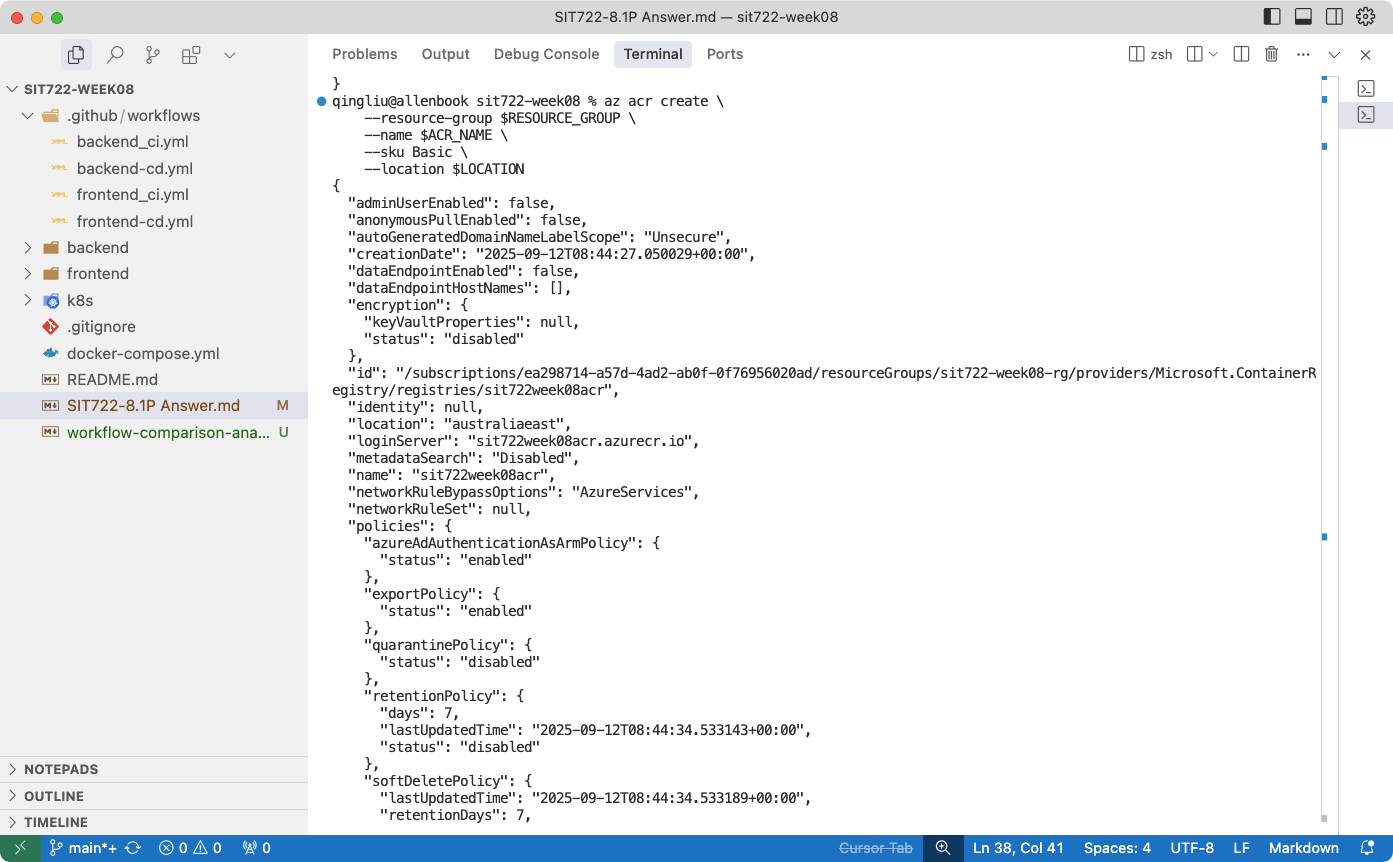 SIT722-8.1P Answer.md — sit722-week08
Problems Output Debug Console Terminal Ports
zsh
SIT722-WEEK08
.github/workflows
backend_ci.yml
backend-cd.yml
frontend_ci.yml
frontend-cd.yml
backend
frontend
k8s
.gitignore
docker-compose.yml
README.md
SIT722-8.1P Answer.md M
workflow-comparison-ana... U
NOTEPADS
OUTLINE
TIMELINE
}
qingliu@allenbook sit722-week08 % az acr create \
    --resource-group $RESOURCE_GROUP \
    --name $ACR_NAME \
    --sku Basic \
    --location $LOCATION
{
  "adminUserEnabled": false,
  "anonymousPullEnabled": false,
  "autoGeneratedDomainNameLabelScope": "Unsecure",
  "creationDate": "2025-09-12T08:44:27.050029+00:00",
  "dataEndpointEnabled": false,
  "dataEndpointHostNames": [],
  "encryption": {
    "keyVaultProperties": null,
    "status": "disabled"
  },
  "id": "/subscriptions/ea298714-a57d-4ad2-ab0f-0f76956020ad/resourceGroups/sit722-week08-rg/providers/Microsoft.ContainerR
egistry/registries/sit722week08acr",
  "identity": null,
  "location": "australiaeast",
  "loginServer": "sit722week08acr.azurecr.io",
  "metadataSearch": "Disabled",
  "name": "sit722week08acr",
  "networkRuleBypassOptions": "AzureServices",
  "networkRuleSet": null,
  "policies": {
    "azureAdAuthenticationAsArmPolicy": {
      "status": "enabled"
    },
    "exportPolicy": {
      "status": "enabled"
    },
    "quarantinePolicy": {
      "status": "disabled"
    },
    "retentionPolicy": {
      "days": 7,
      "lastUpdatedTime": "2025-09-12T08:44:34.533143+00:00",
      "status": "disabled"
    },
    "softDeletePolicy": {
      "lastUpdatedTime": "2025-09-12T08:44:34.533189+00:00",
      "retentionDays": 7,
main*+ 0 0 0 Cursor Tab Ln 38, Col 41 Spaces: 4 UTF-8 LF Markdown